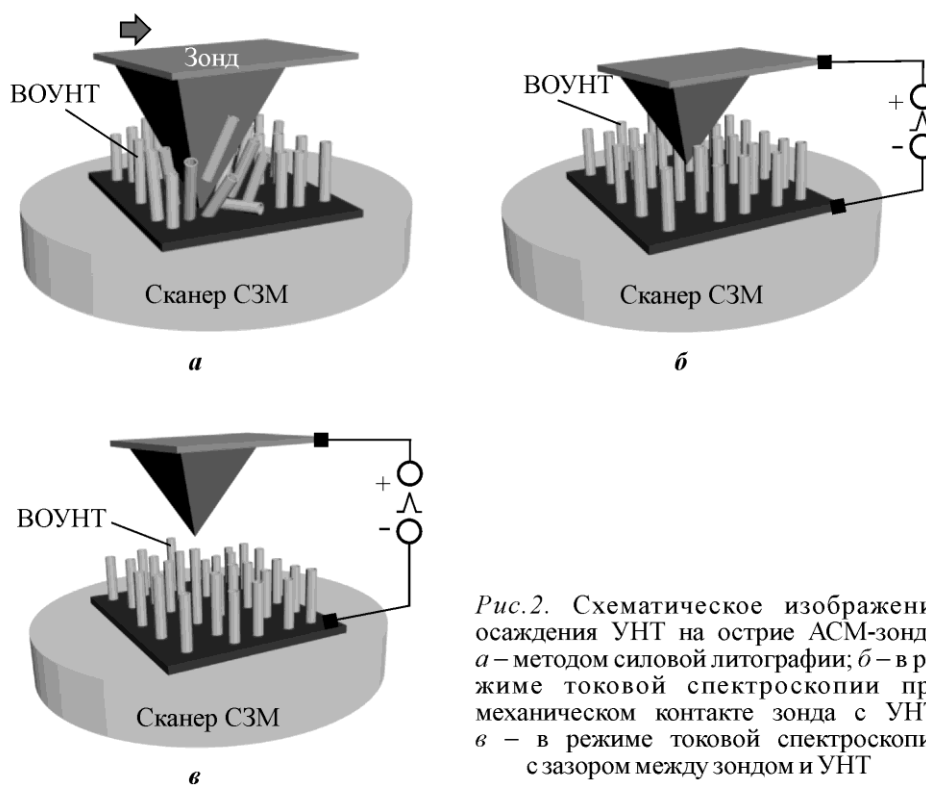 Зонд
ВОУНТ
Сканер СЗМ
а
ВОУНТ
+
-
Сканер СЗМ
б
ВОУНТ
+
-
Сканер СЗМ
в
Рис.2. Схематическое изображени
осаждения УНТ на острие АСМ-зонд
а – методом силовой литографии; б – в р
жиме токовой спектроскопии пр
механическом контакте зонда с УНТ
в – в режиме токовой спектроскопи
с зазором между зондом и УНТ